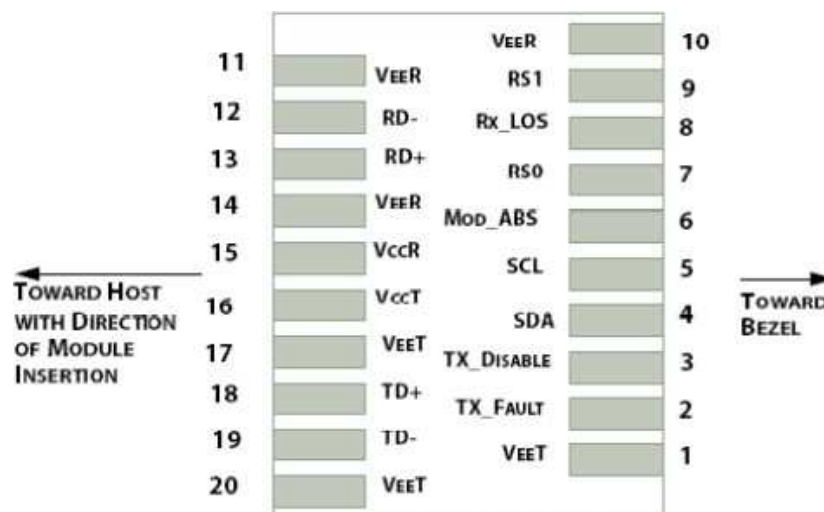 VEER 10
11 VEER
RS1 9
12 RD-
RX_LOS 8
13 RD+
RS0 7
14 VEER
MOD_ABS 6
15 VCCR
SCL 5
TOWARD HOST
WITH DIRECTION
OF MODULE
INSERTION
16 VCCT
SDA 4
TOWARD
BEZEL
17 VEET
TX_DISABLE 3
18 TD+
TX_FAULT 2
19 TD-
VEET 1
20 VEET